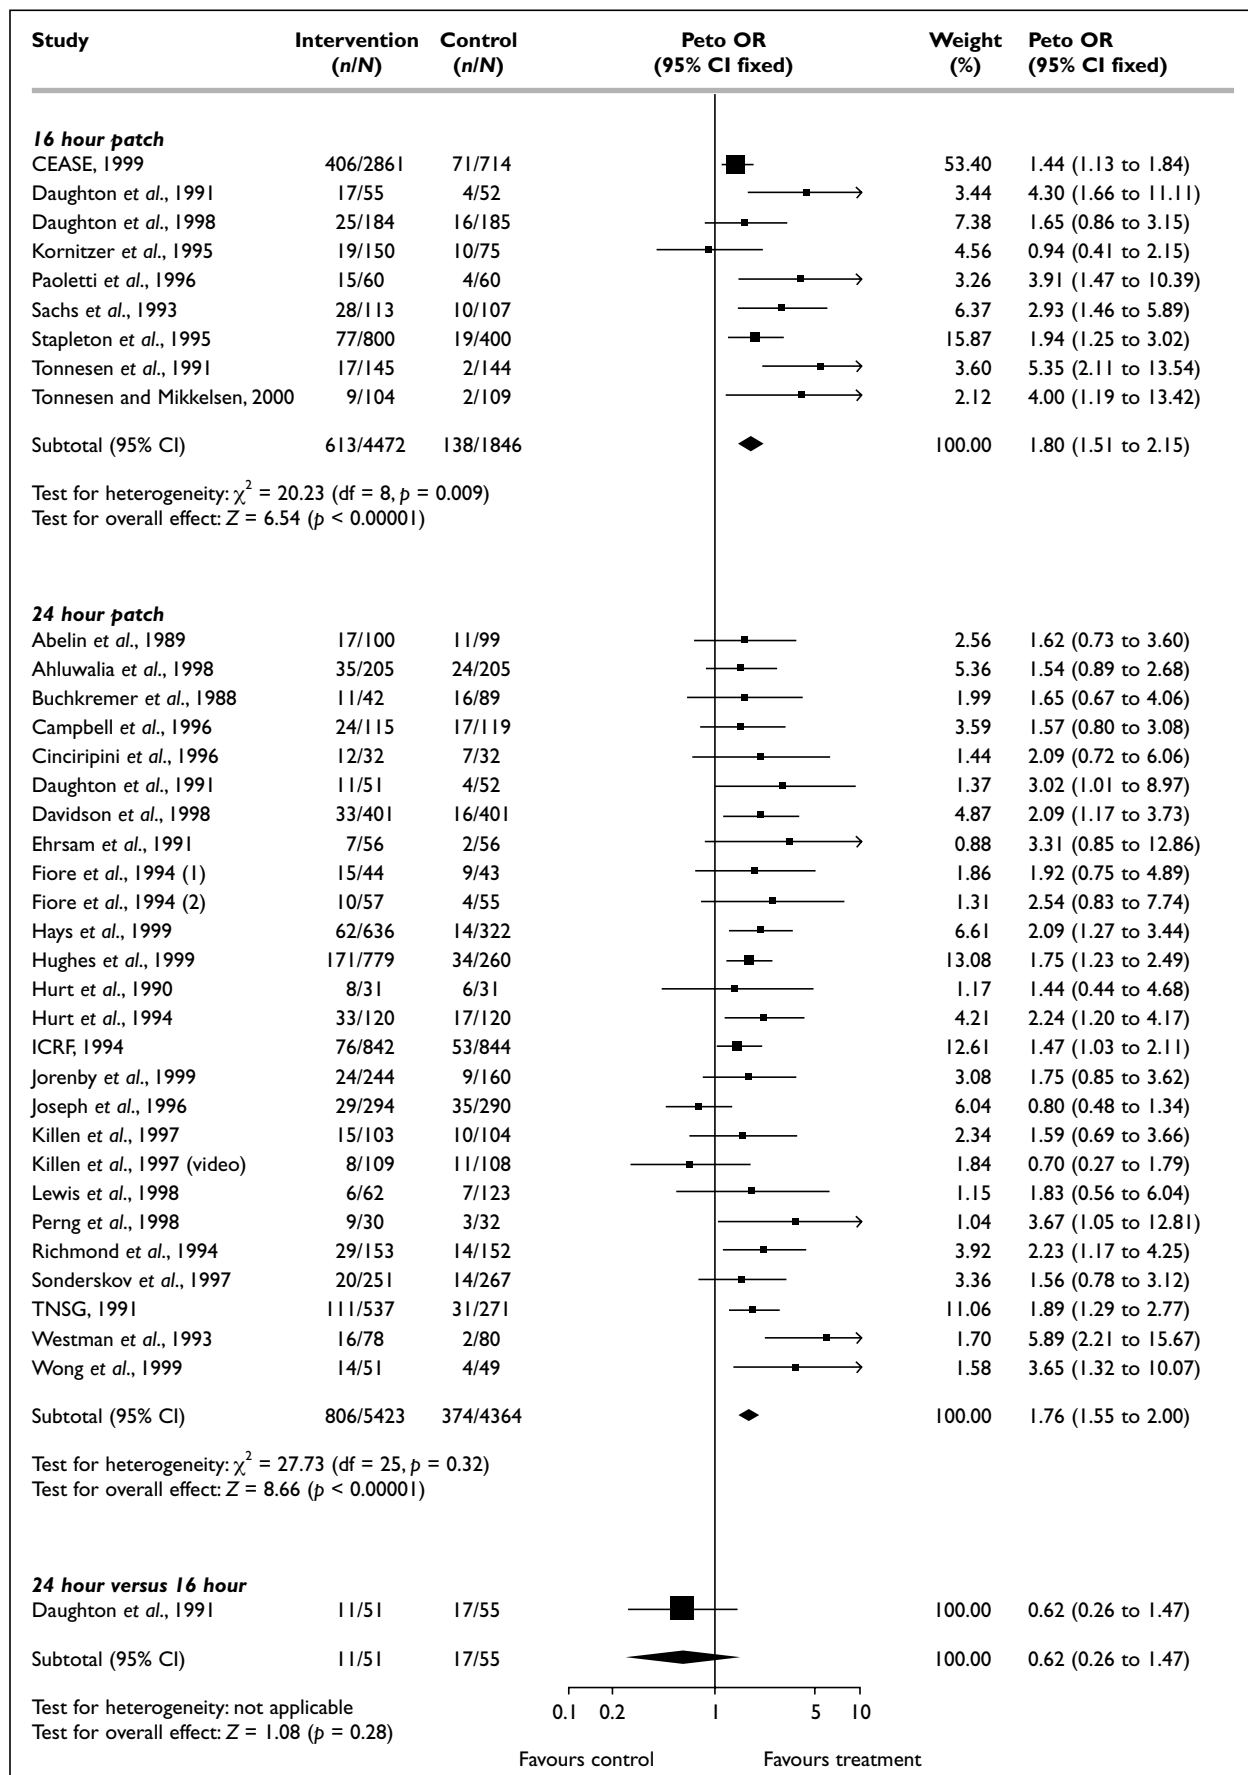 Study Intervention Control Peto OR Weight Peto OR
(n/N) (n/N) (95% CI fixed) (%) (95% CI fixed)
16 hour patch
CEASE, 1999 406/2861 71/714 53.40 1.44 (1.13 to 1.84)
Daughton et al., 1991 17/55 4/52 3.44 4.30 (1.66 to 11.11)
Daughton et al., 1998 25/184 16/185 7.38 1.65 (0.86 to 3.15)
Kornitzer et al., 1995 19/150 10/75 4.56 0.94 (0.41 to 2.15)
Paoletti et al., 1996 15/60 4/60 3.26 3.91 (1.47 to 10.39)
Sachs et al., 1993 28/113 10/107 6.37 2.93 (1.46 to 5.89)
Stapleton et al., 1995 77/800 19/400 15.87 1.94 (1.25 to 3.02)
Tonnesen et al., 1991 17/145 2/144 3.60 5.35 (2.11 to 13.54)
Tonnesen and Mikkelsen, 2000 9/104 2/109 2.12 4.00 (1.19 to 13.42)
Subtotal (95% CI) 613/4472 138/1846 100.00 1.80 (1.51 to 2.15)
Test for heterogeneity: χ² = 20.23 (df = 8, p = 0.009)
Test for overall effect: Z = 6.54 (p < 0.00001)
24 hour patch
Abelin et al., 1989 17/100 11/99 2.56 1.62 (0.73 to 3.60)
Ahluwalia et al., 1998 35/205 24/205 5.36 1.54 (0.89 to 2.68)
Buchkremer et al., 1988 11/42 16/89 1.99 1.65 (0.67 to 4.06)
Campbell et al., 1996 24/115 17/119 3.59 1.57 (0.80 to 3.08)
Cinciripini et al., 1996 12/32 7/32 1.44 2.09 (0.72 to 6.06)
Daughton et al., 1991 11/51 4/52 1.37 3.02 (1.01 to 8.97)
Davidson et al., 1998 33/401 16/401 4.87 2.09 (1.17 to 3.73)
Ehrsam et al., 1991 7/56 2/56 0.88 3.31 (0.85 to 12.86)
Fiore et al., 1994 (1) 15/44 9/43 1.86 1.92 (0.75 to 4.89)
Fiore et al., 1994 (2) 10/57 4/55 1.31 2.54 (0.83 to 7.74)
Hays et al., 1999 62/636 14/322 6.61 2.09 (1.27 to 3.44)
Hughes et al., 1999 171/779 34/260 13.08 1.75 (1.23 to 2.49)
Hurt et al., 1990 8/31 6/31 1.17 1.44 (0.44 to 4.68)
Hurt et al., 1994 33/120 17/120 4.21 2.24 (1.20 to 4.17)
ICRF, 1994 76/842 53/844 12.61 1.47 (1.03 to 2.11)
Jorenby et al., 1999 24/244 9/160 3.08 1.75 (0.85 to 3.62)
Joseph et al., 1996 29/294 35/290 6.04 0.80 (0.48 to 1.34)
Killen et al., 1997 15/103 10/104 2.34 1.59 (0.69 to 3.66)
Killen et al., 1997 (video) 8/109 11/108 1.84 0.70 (0.27 to 1.79)
Lewis et al., 1998 6/62 7/123 1.15 1.83 (0.56 to 6.04)
Perng et al., 1998 9/30 3/32 1.04 3.67 (1.05 to 12.81)
Richmond et al., 1994 29/153 14/152 3.92 2.23 (1.17 to 4.25)
Sonderskov et al., 1997 20/251 14/267 3.36 1.56 (0.78 to 3.12)
TNSG, 1991 111/537 31/271 11.06 1.89 (1.29 to 2.77)
Westman et al., 1993 16/78 2/80 1.70 5.89 (2.21 to 15.67)
Wong et al., 1999 14/51 4/49 1.58 3.65 (1.32 to 10.07)
Subtotal (95% CI) 806/5423 374/4364 100.00 1.76 (1.55 to 2.00)
Test for heterogeneity: χ² = 27.73 (df = 25, p = 0.32)
Test for overall effect: Z = 8.66 (p < 0.00001)
24 hour versus 16 hour
Daughton et al., 1991 11/51 17/55 100.00 0.62 (0.26 to 1.47)
Subtotal (95% CI) 11/51 17/55 100.00 0.62 (0.26 to 1.47)
Test for heterogeneity: not applicable
Test for overall effect: Z = 1.08 (p = 0.28)
0.1 0.2 1 5 10
Favours control Favours treatment